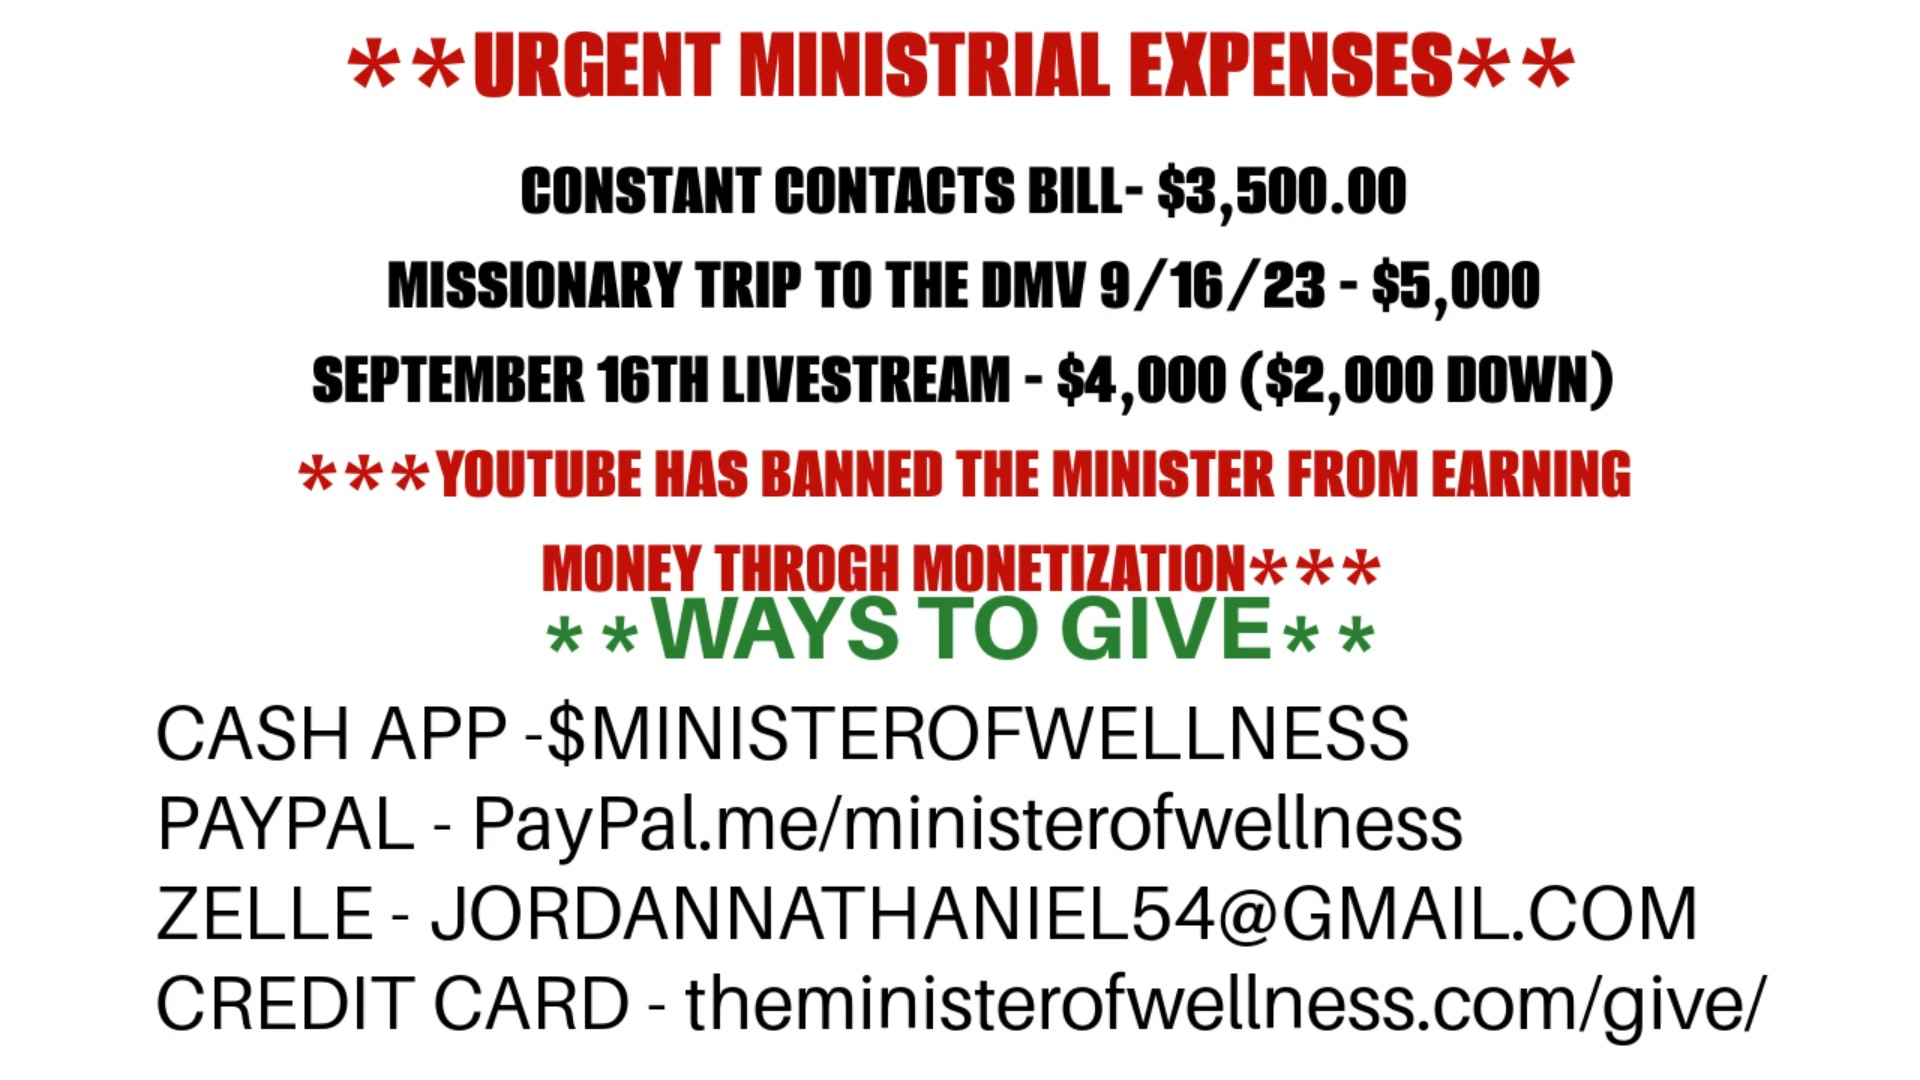 **URGENT MINISTRIAL EXPENSES**
CONSTANT CONTACTS BILL- $3,500.00
MISSIONARY TRIP TO THE DMV 9/16/23 - $5,000
SEPTEMBER 16TH LIVESTREAM - $4,000 ($2,000 DOWN)
***YOUTUBE HAS BANNED THE MINISTER FROM EARNING
MONEY THROGH MONETIZATION***
**WAYS TO GIVE**
CASH APP -$MINISTEROFWELLNESS
PAYPAL - PayPal.me/ministerofwellness
ZELLE - JORDANNATHANIEL54@GMAIL.COM
CREDIT CARD - theministerofwellness.com/give/